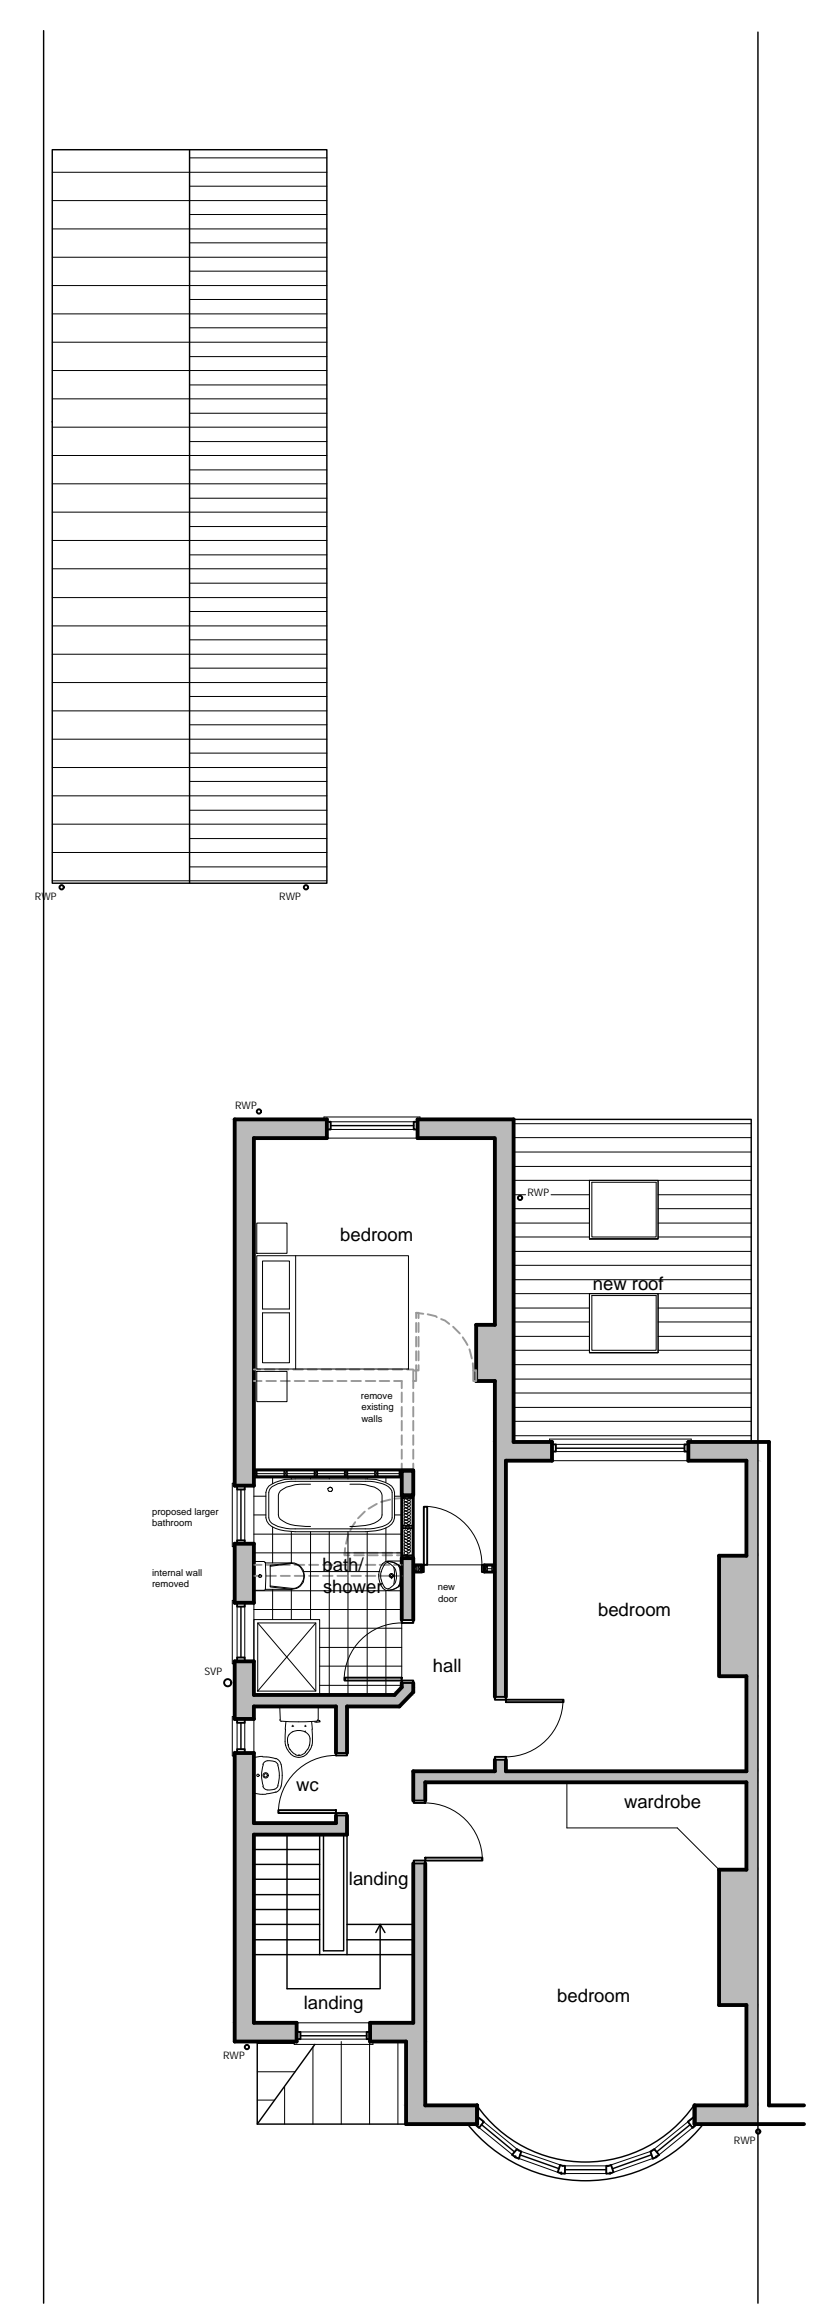 RWP
RWP
RWP
RWP
bedroom
new roof
remove
existing
walls
proposed larger
bathroom
internal wall
removed
bath/
shower
new
door
bedroom
hall
SVP
wc
wardrobe
landing
bedroom
landing
RWP
RWP